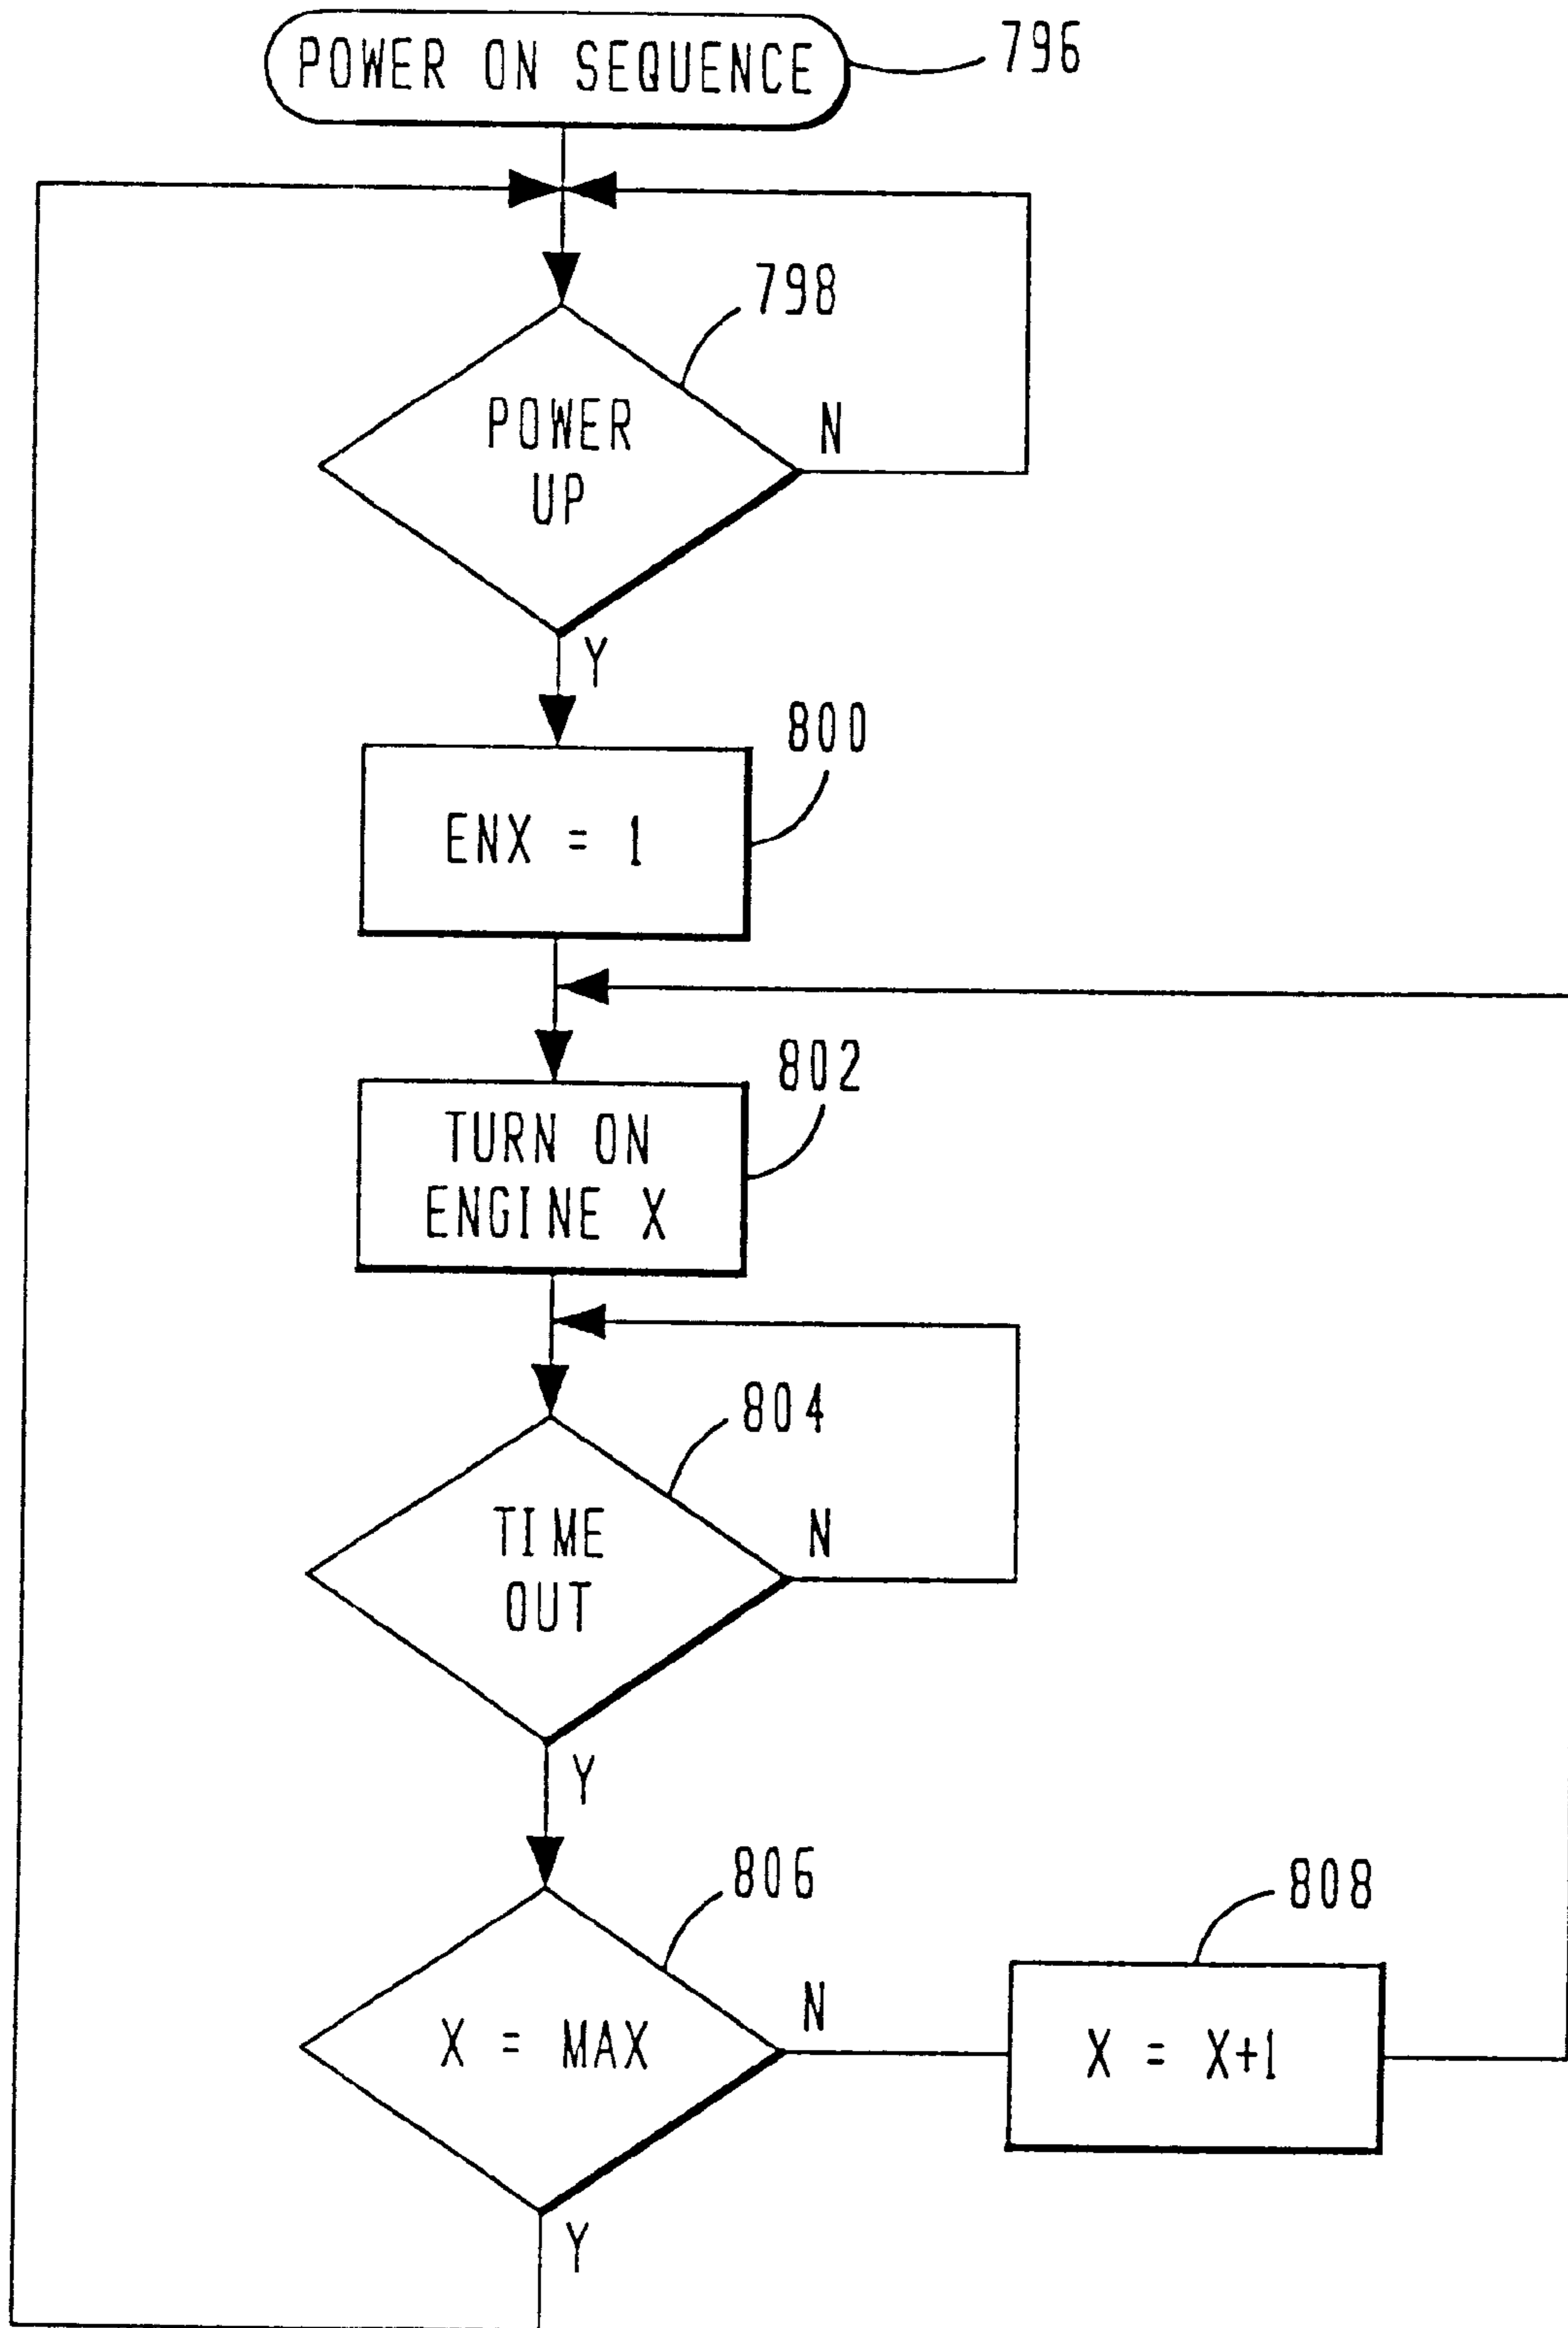 POWER ON SEQUENCE
796
798
POWER
UP
N
Y
800
ENX = 1
802
TURN ON
ENGINE X
804
TIME
OUT
N
Y
806
X = MAX
N
808
X = X+1
Y